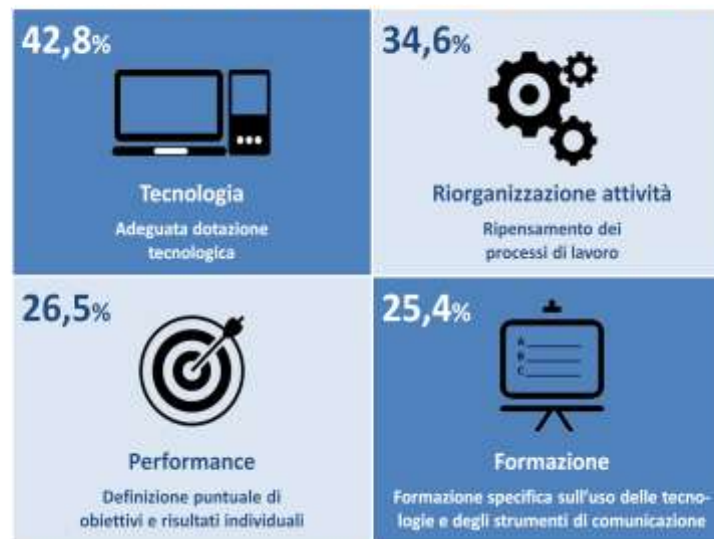 42,8%
Tecnologia
Adeguata dotazione
tecnologica
34,6%
Riorganizzazione attività
Ripensamento dei
processi di lavoro
26,5%
Performance
Definizione puntuale di
obiettivi e risultati individuali
25,4%
A
B
C
Formazione
Formazione specifica sull'uso delle tecno-
logie e degli strumenti di comunicazione